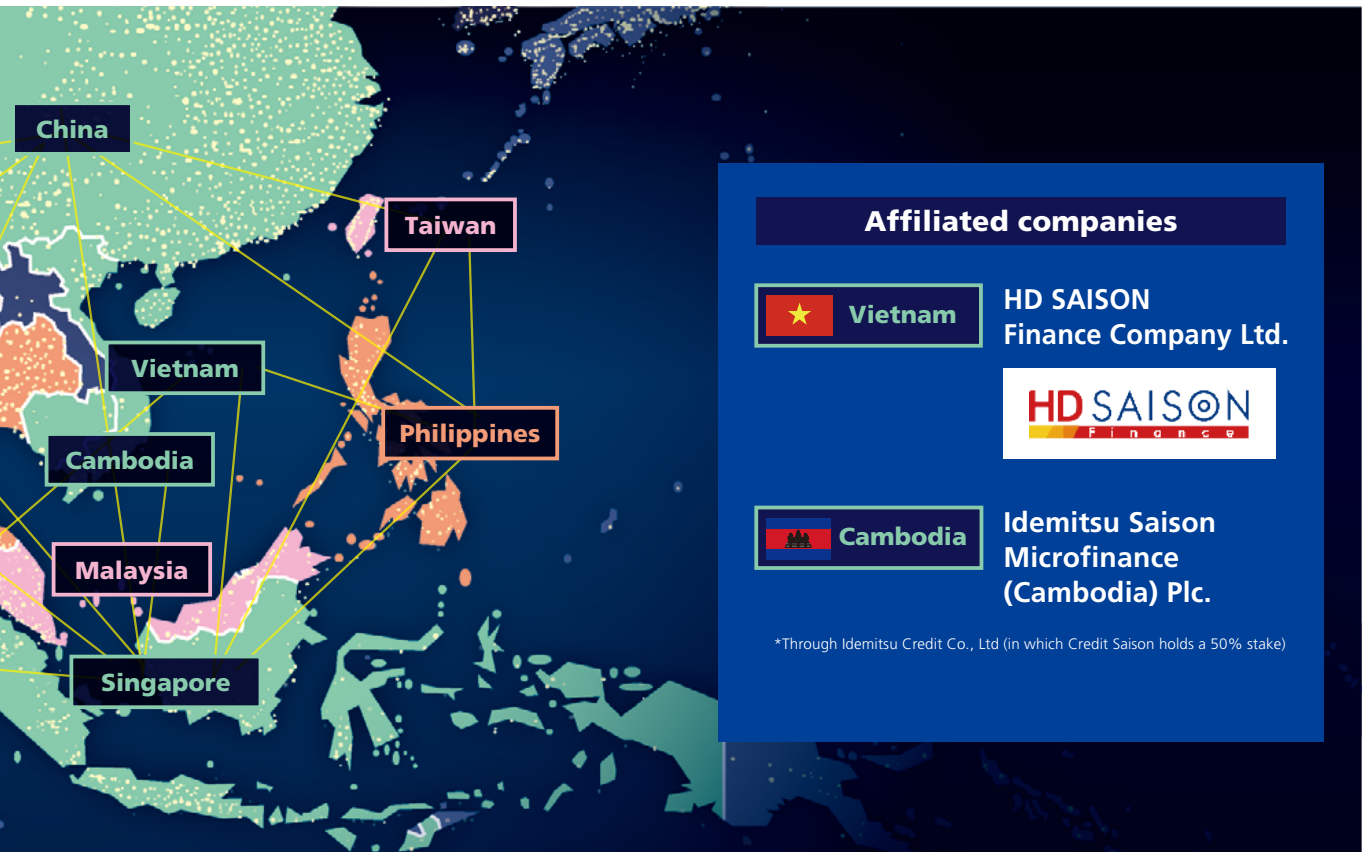 China
Taiwan
Vietnam
Philippines
Cambodia
Malaysia
Singapore
Affiliated companies
Vietnam
HD SAISON
Finance Company Ltd.
HD SAISON
Finance
Cambodia
Idemitsu Saison
Microfinance
(Cambodia) Plc.
*Through Idemitsu Credit Co., Ltd (in which Credit Saison holds a 50% stake)